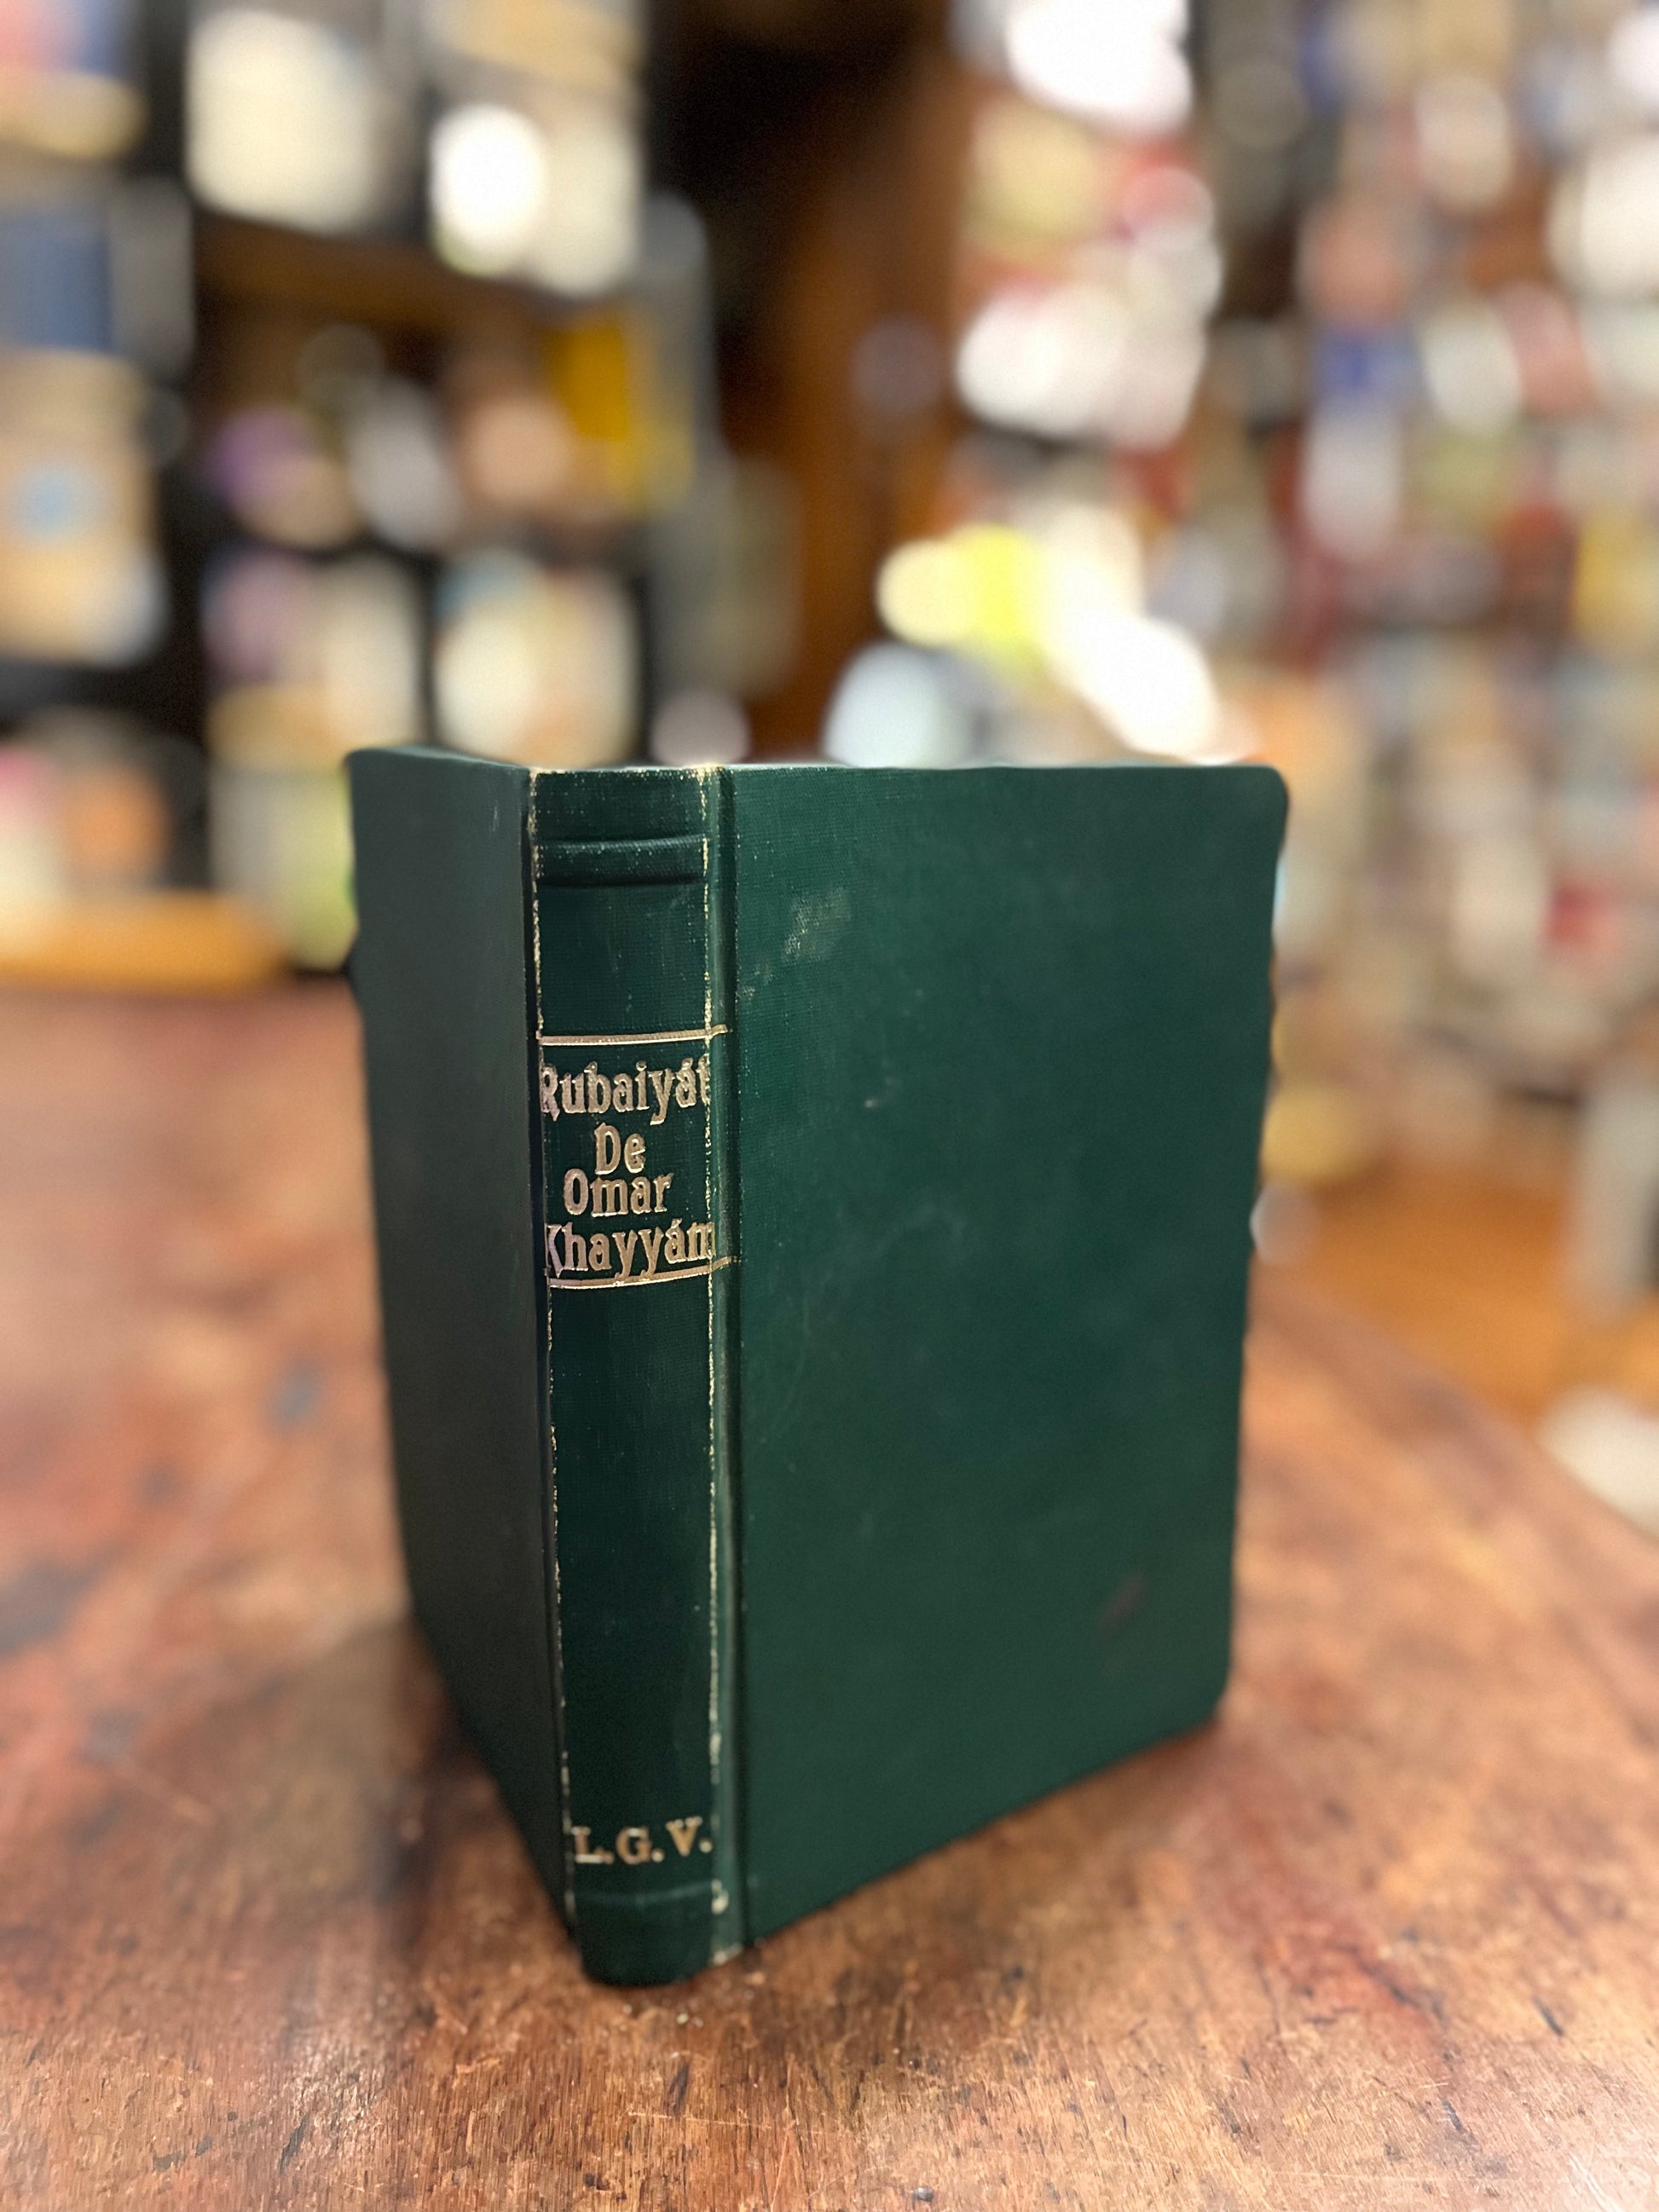 Rubaiyát
De
Omar
Khayyám
L.G.V.